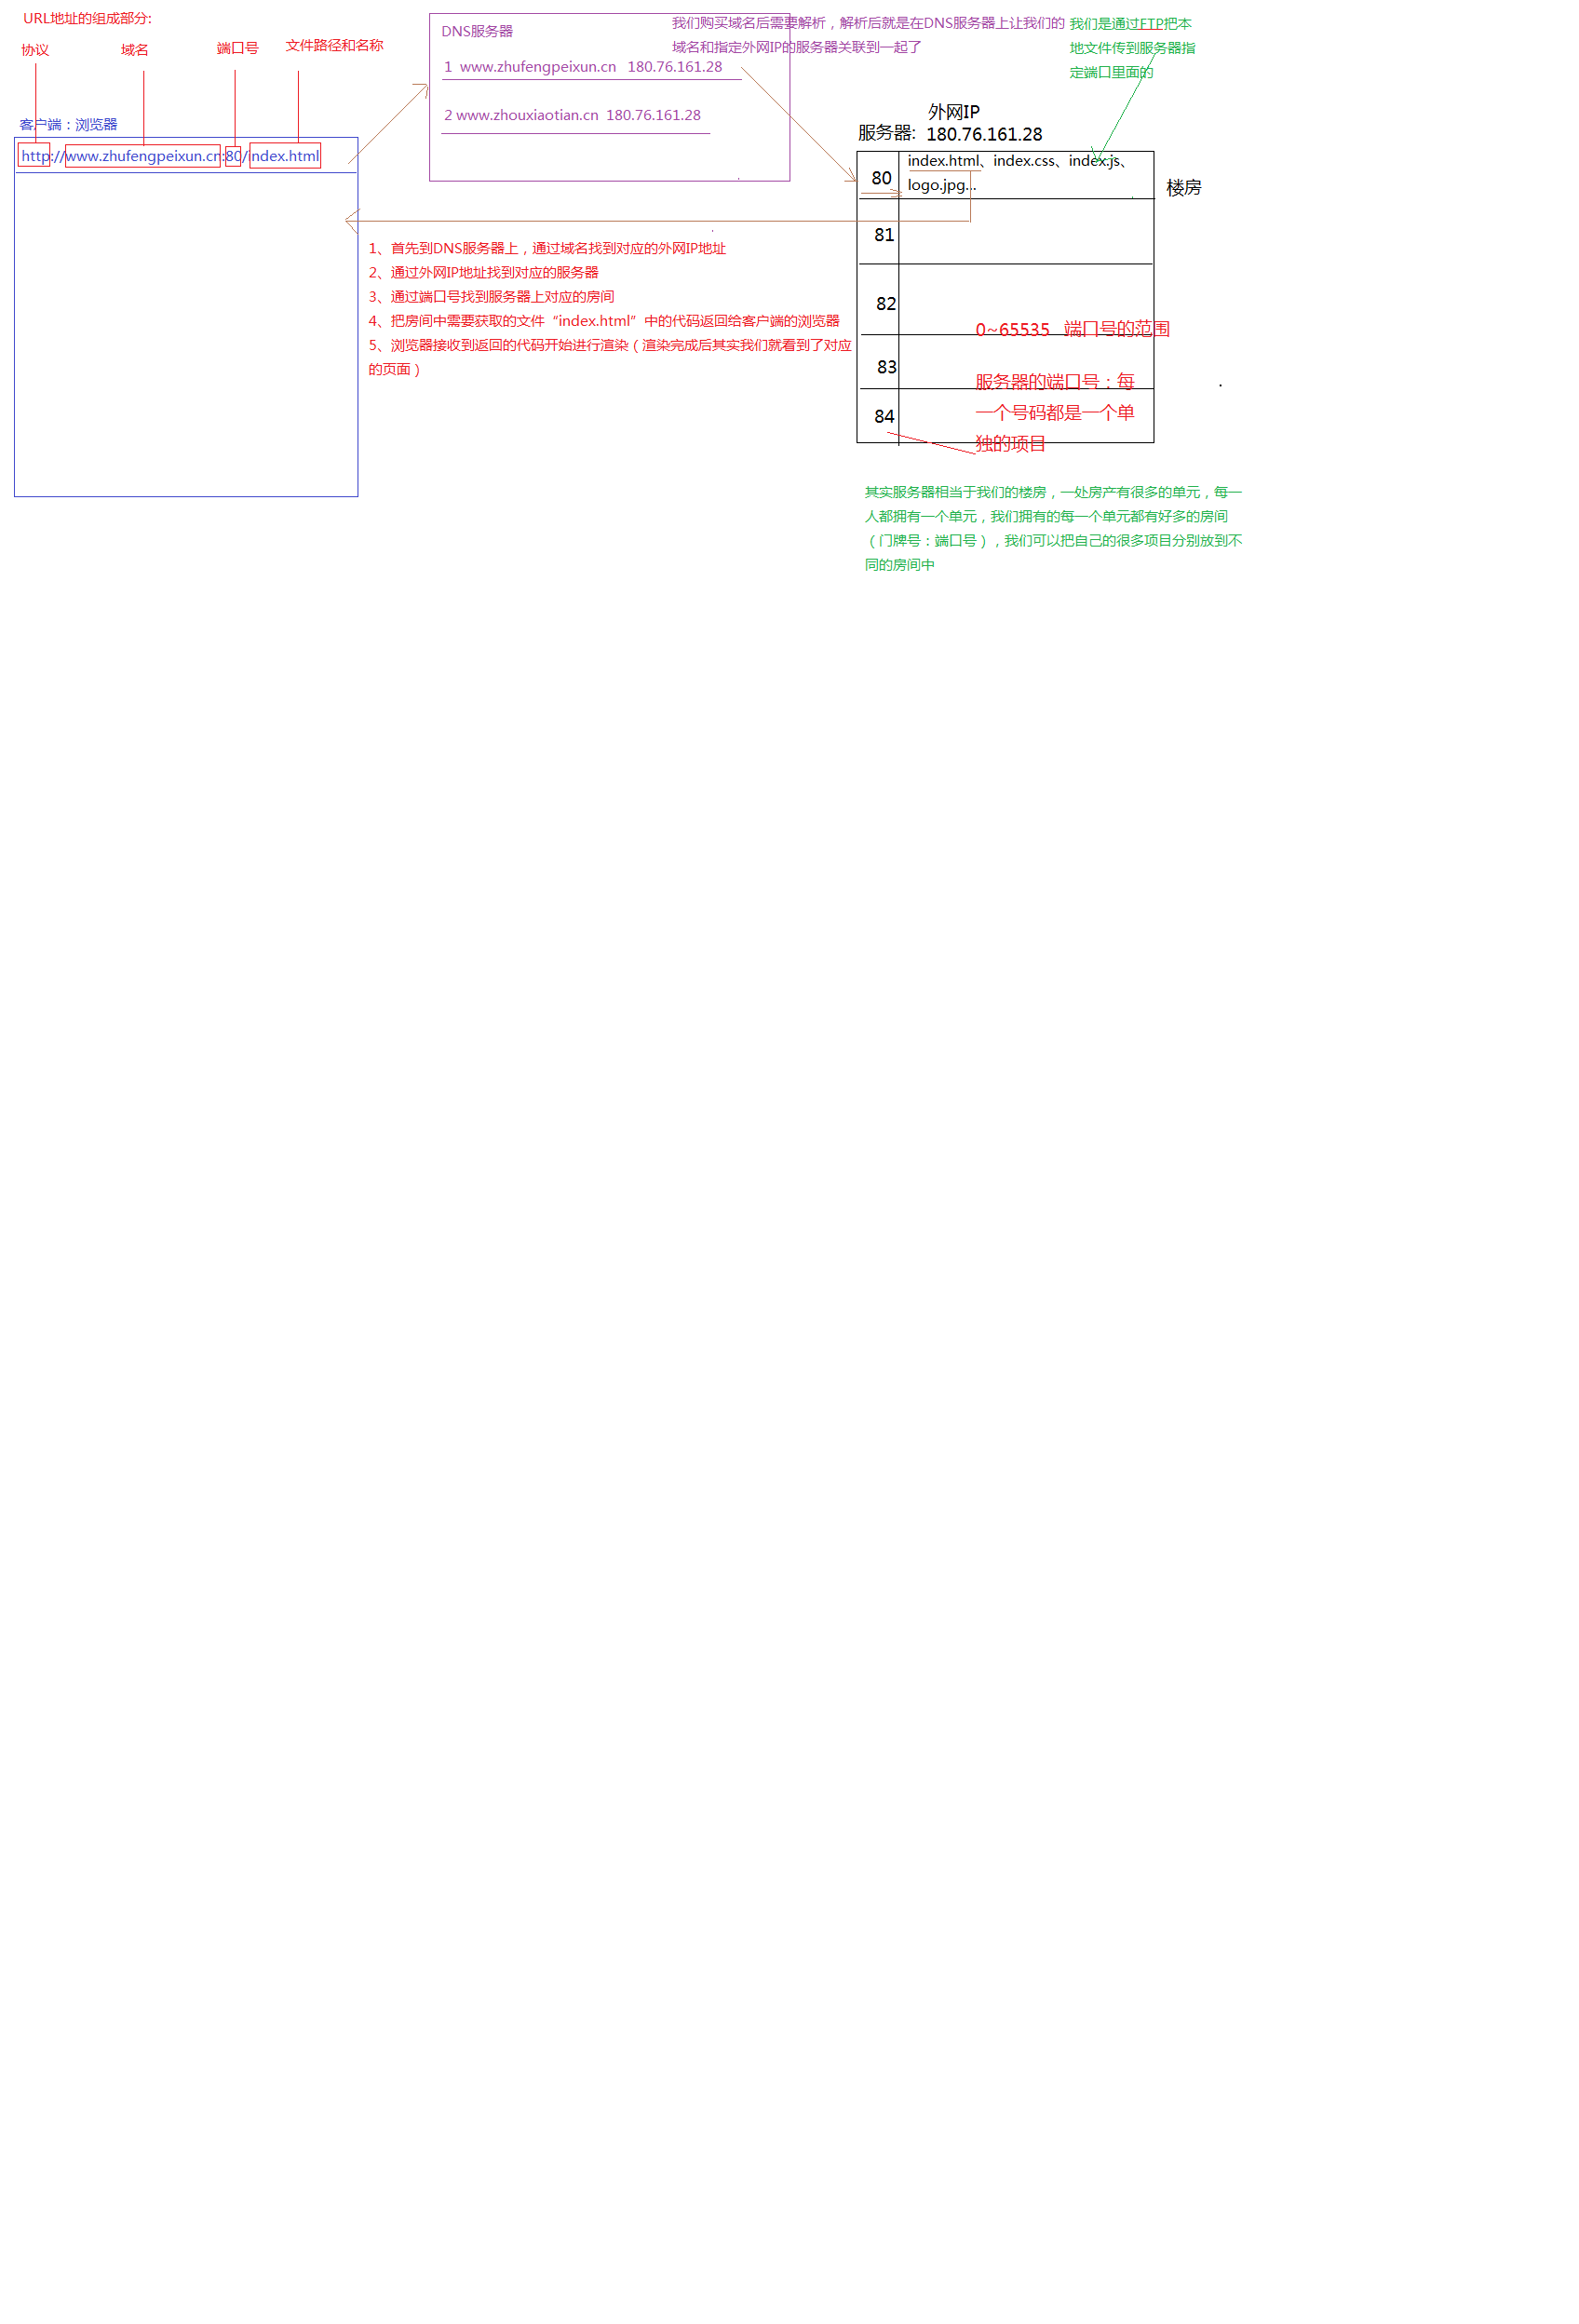 URL地址的组成部分:
协议
域名
端口号
文件路径和名称
客户端：浏览器
http://www.zhufengpeixun.cn:80/index.html
DNS服务器
1 www.zhufengpeixun.cn 180.76.161.28
2 www.zhouxiaotian.cn 180.76.161.28
我们购买域名后需要解析，解析后就是在DNS服务器上让我们的
域名和指定外网IP的服务器关联到一起了
我们是通过FTP把本
地文件传到服务器指
定端口里面的
外网IP
服务器: 180.76.161.28
80
index.html、index.css、index.js、
logo.jpg...
楼房
81
82
83
84
0~65535 端口号的范围
服务器的端口号：每
一个号码都是一个单
独的项目
1、首先到DNS服务器上，通过域名找到对应的外网IP地址
2、通过外网IP地址找到对应的服务器
3、通过端口号找到服务器上对应的房间
4、把房间中需要获取的文件“index.html”中的代码返回给客户端的浏览器
5、浏览器接收到返回的代码开始进行渲染（渲染完成后其实我们就看到了对应
的页面）
其实服务器相当于我们的楼房，一处房产有很多的单元，每一
人都拥有一个单元，我们拥有的每一个单元都有好多的房间
（门牌号：端口号），我们可以把自己的很多项目分别放到不
同的房间中